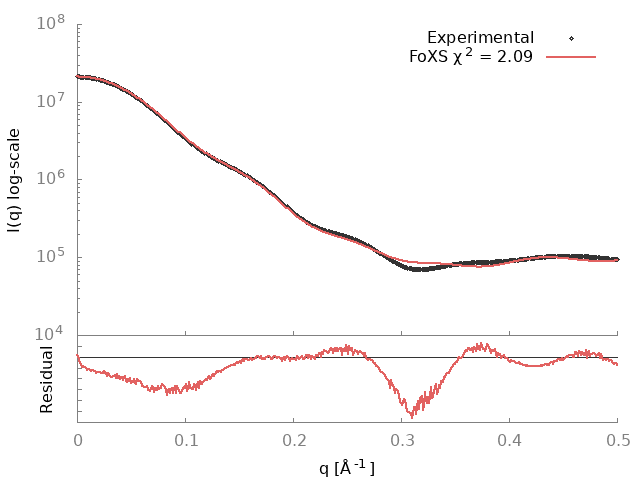 10⁸
Experimental
FoXS χ² = 2.09
10⁷
I(q) log-scale
10⁶
10⁵
10⁴
Residual
0 0.1 0.2 0.3 0.4 0.5
q [Å⁻¹]